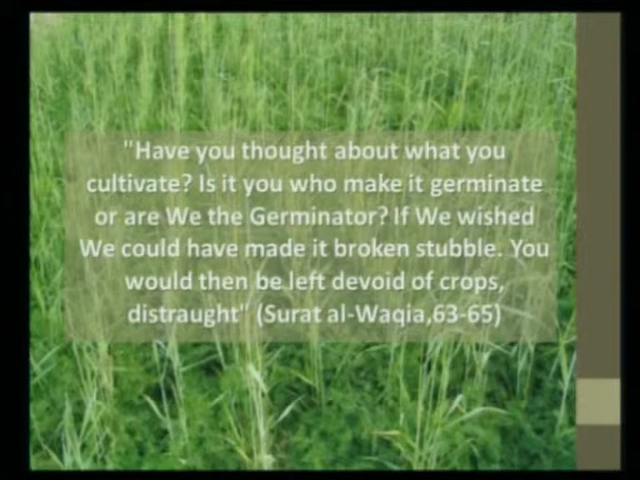 "Have you thought about what you
cultivate? Is it you who make it germinate
or are We the Germinator? If We wished
We could have made it broken stubble. You
would then be left devoid of crops,
distraught" (Surat al-Waqia,63-65)